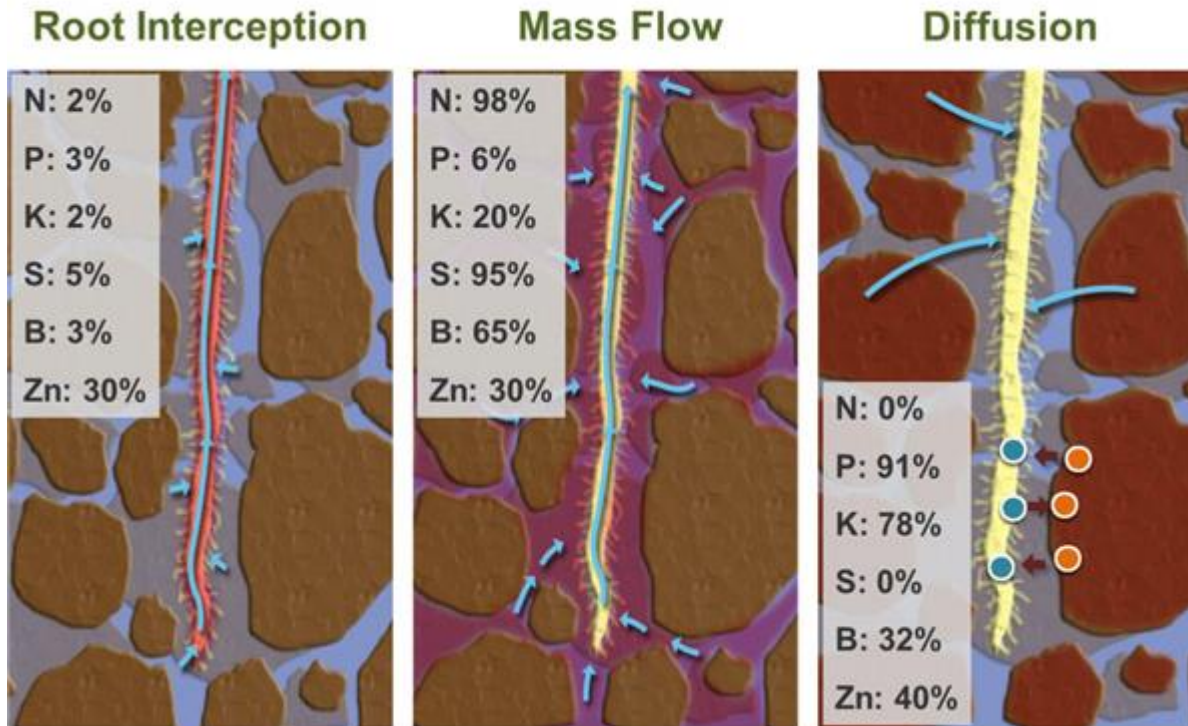 Root Interception
N: 2%
P: 3%
K: 2%
S: 5%
B: 3%
Zn: 30%
Mass Flow
N: 98%
P: 6%
K: 20%
S: 95%
B: 65%
Zn: 30%
Diffusion
N: 0%
P: 91%
K: 78%
S: 0%
B: 32%
Zn: 40%